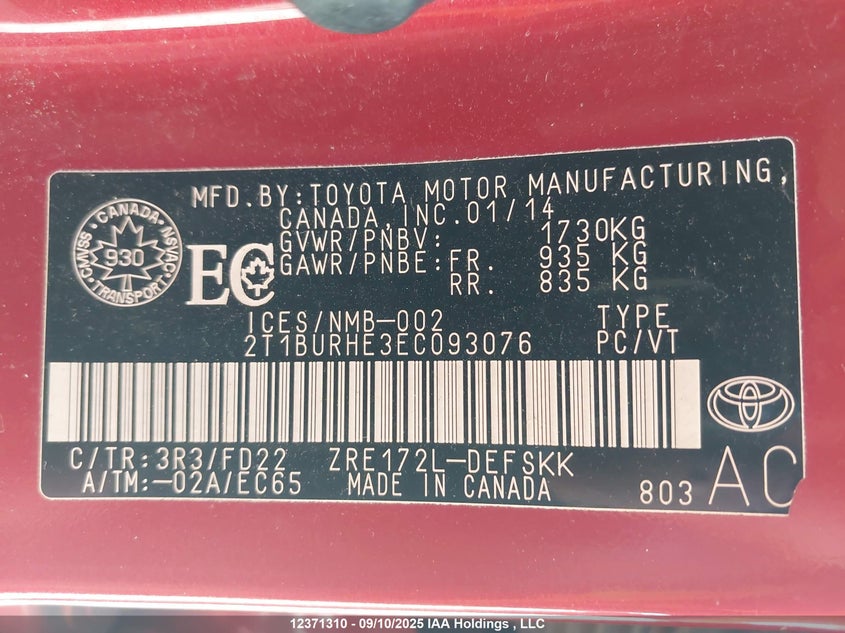 MFD.BY:TOYOTA MOTOR MANUFACTURING,
CANADA,INC.01/14
GVWR/PNBV: 1730KG
GAWR/PNBE:FR. 935 KG
RR. 835 KG
CANADA
CMVSS
NSVAC
930
TRANSPORT
EC
ICES/NMB-002 TYPE
2T1BURHE3EC093076 PC/VT
C/TR:3R3/FD22 ZRE172L-DEFSKK
A/TM:-02A/EC65 MADE IN CANADA
803 AC
12371310 - 09/10/2025 IAA Holdings , LLC